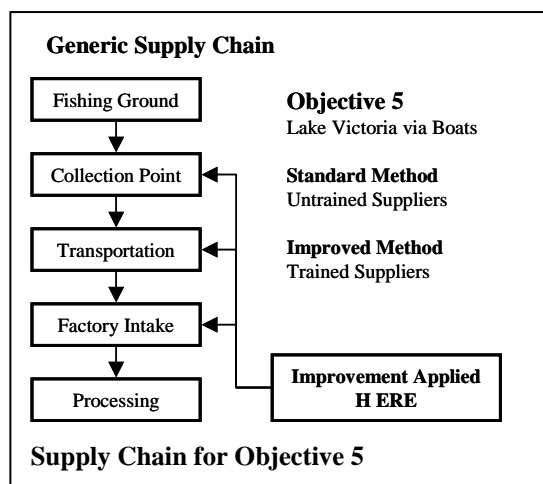 Generic Supply Chain
Fishing Ground
Collection Point
Transportation
Factory Intake
Processing
Objective 5
Lake Victoria via Boats
Standard Method
Untrained Suppliers
Improved Method
Trained Suppliers
Improvement Applied
H ERE
Supply Chain for Objective 5